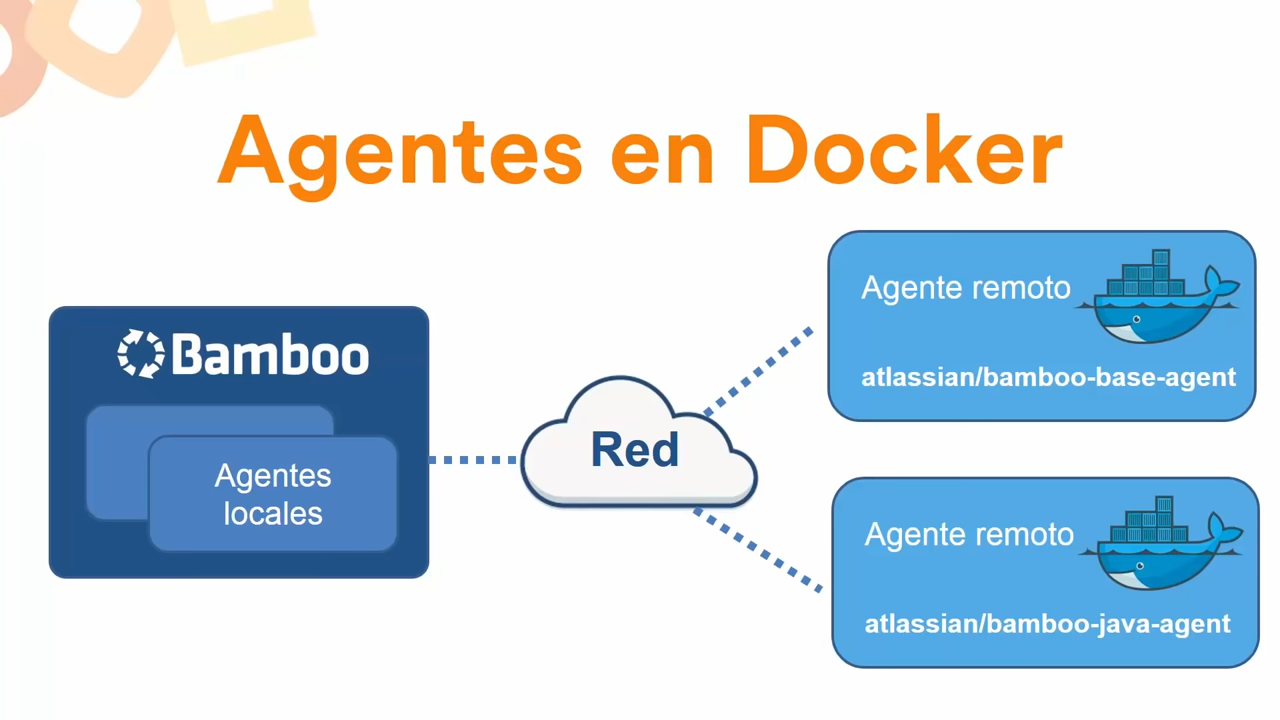 Agentes en Docker
Bamboo
Agentes
locales
Red
Agente remoto
atlassian/bamboo-base-agent
Agente remoto
atlassian/bamboo-java-agent